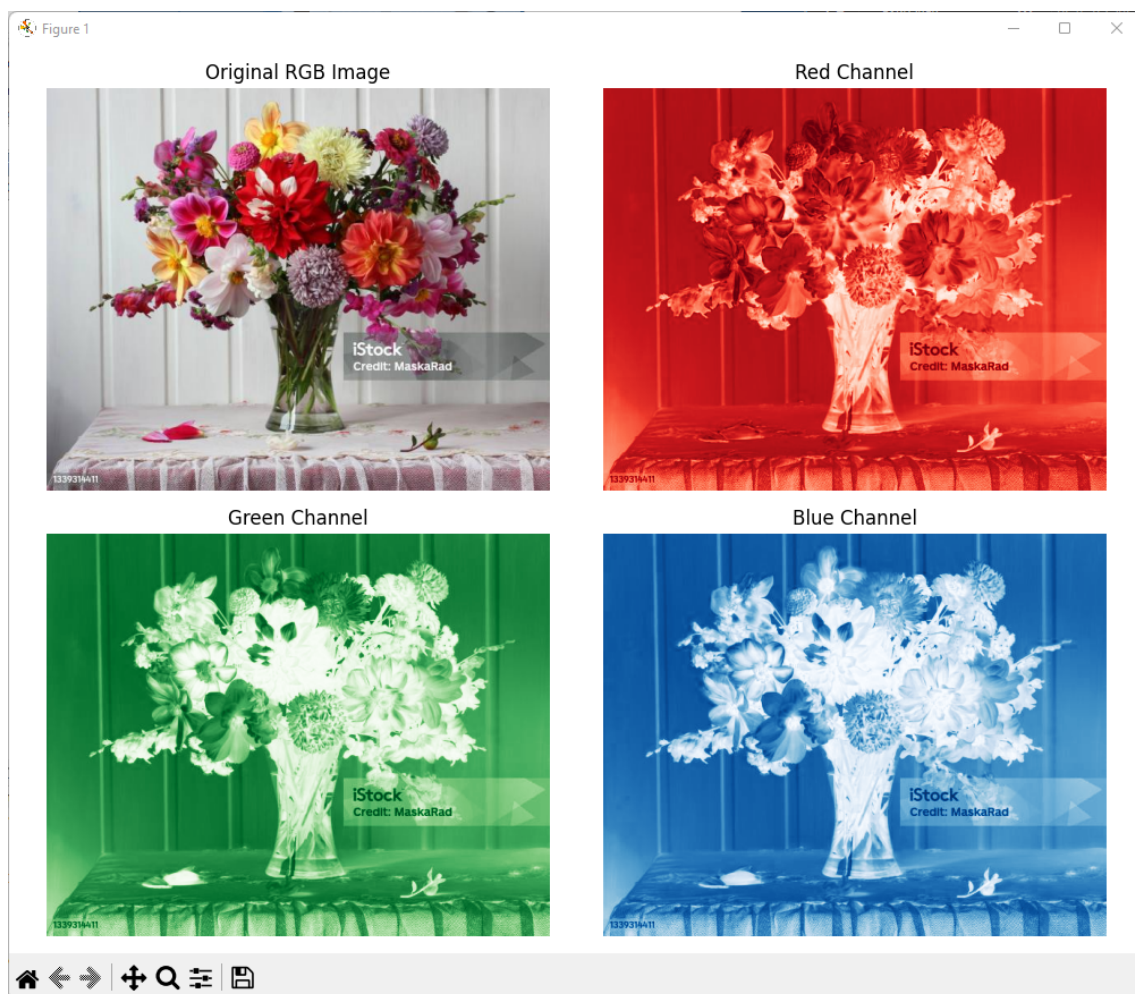 Figure 1
Original RGB Image
Red Channel
iStock
Credit: MaskaRad
1339314411
iStock
Credit: MaskaRad
1339314411
Green Channel
Blue Channel
iStock
Credit: MaskaRad
1339314411
iStock
Credit: MaskaRad
1339314411